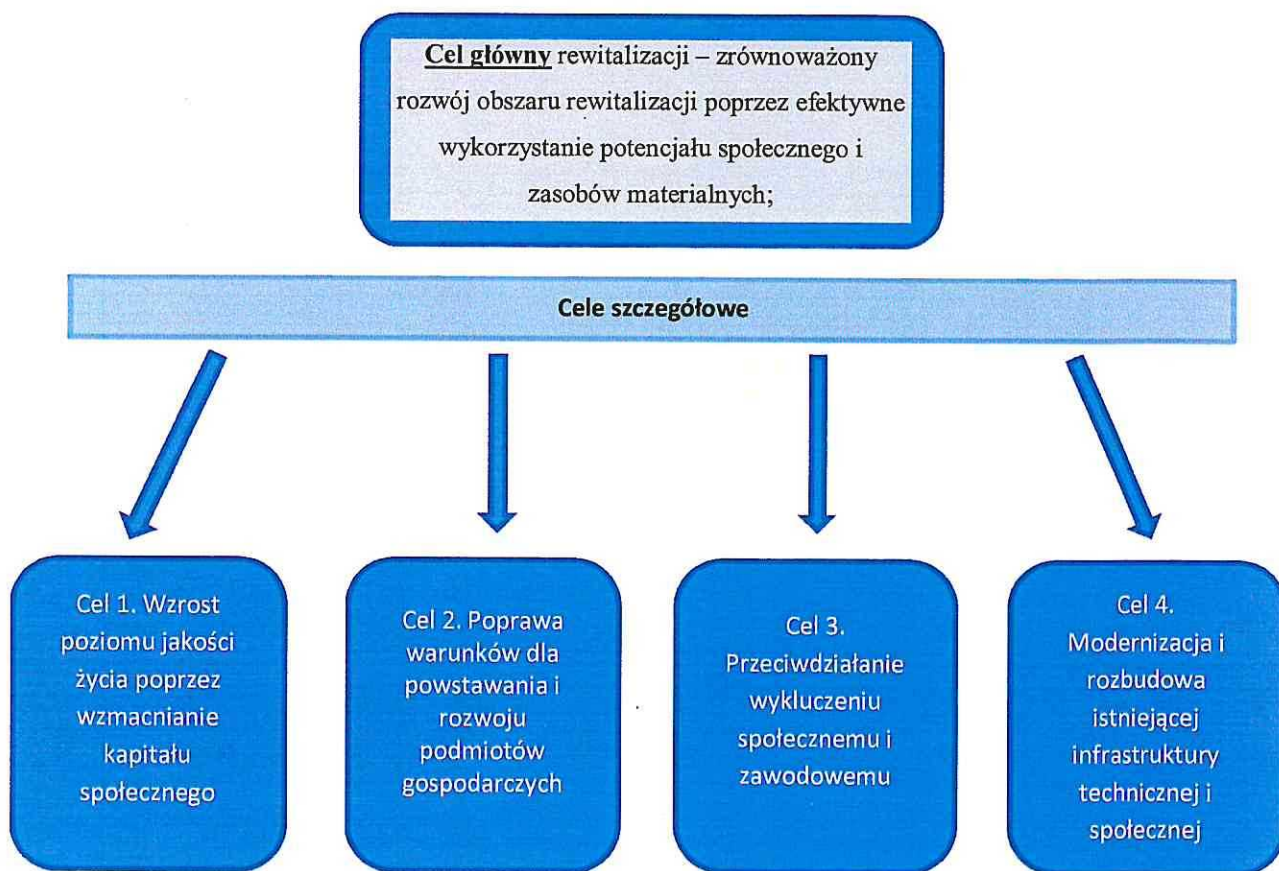 Cel główny rewitalizacji – zrównoważony
rozwój obszaru rewitalizacji poprzez efektywne
wykorzystanie potencjału społecznego i
zasobów materialnych;
Cele szczegółowe
Cel 1. Wzrost
poziomu jakości
życia poprzez
wzmacnianie
kapitału
społecznego
Cel 2. Poprawa
warunków dla
powstawania i
rozwoju
podmiotów
gospodarczych
Cel 3.
Przeciwdziałanie
wykluczeniu
społecznemu i
zawodowemu
Cel 4.
Modernizacja i
rozbudowa
istniejącej
infrastruktury
technicznej i
społecznej